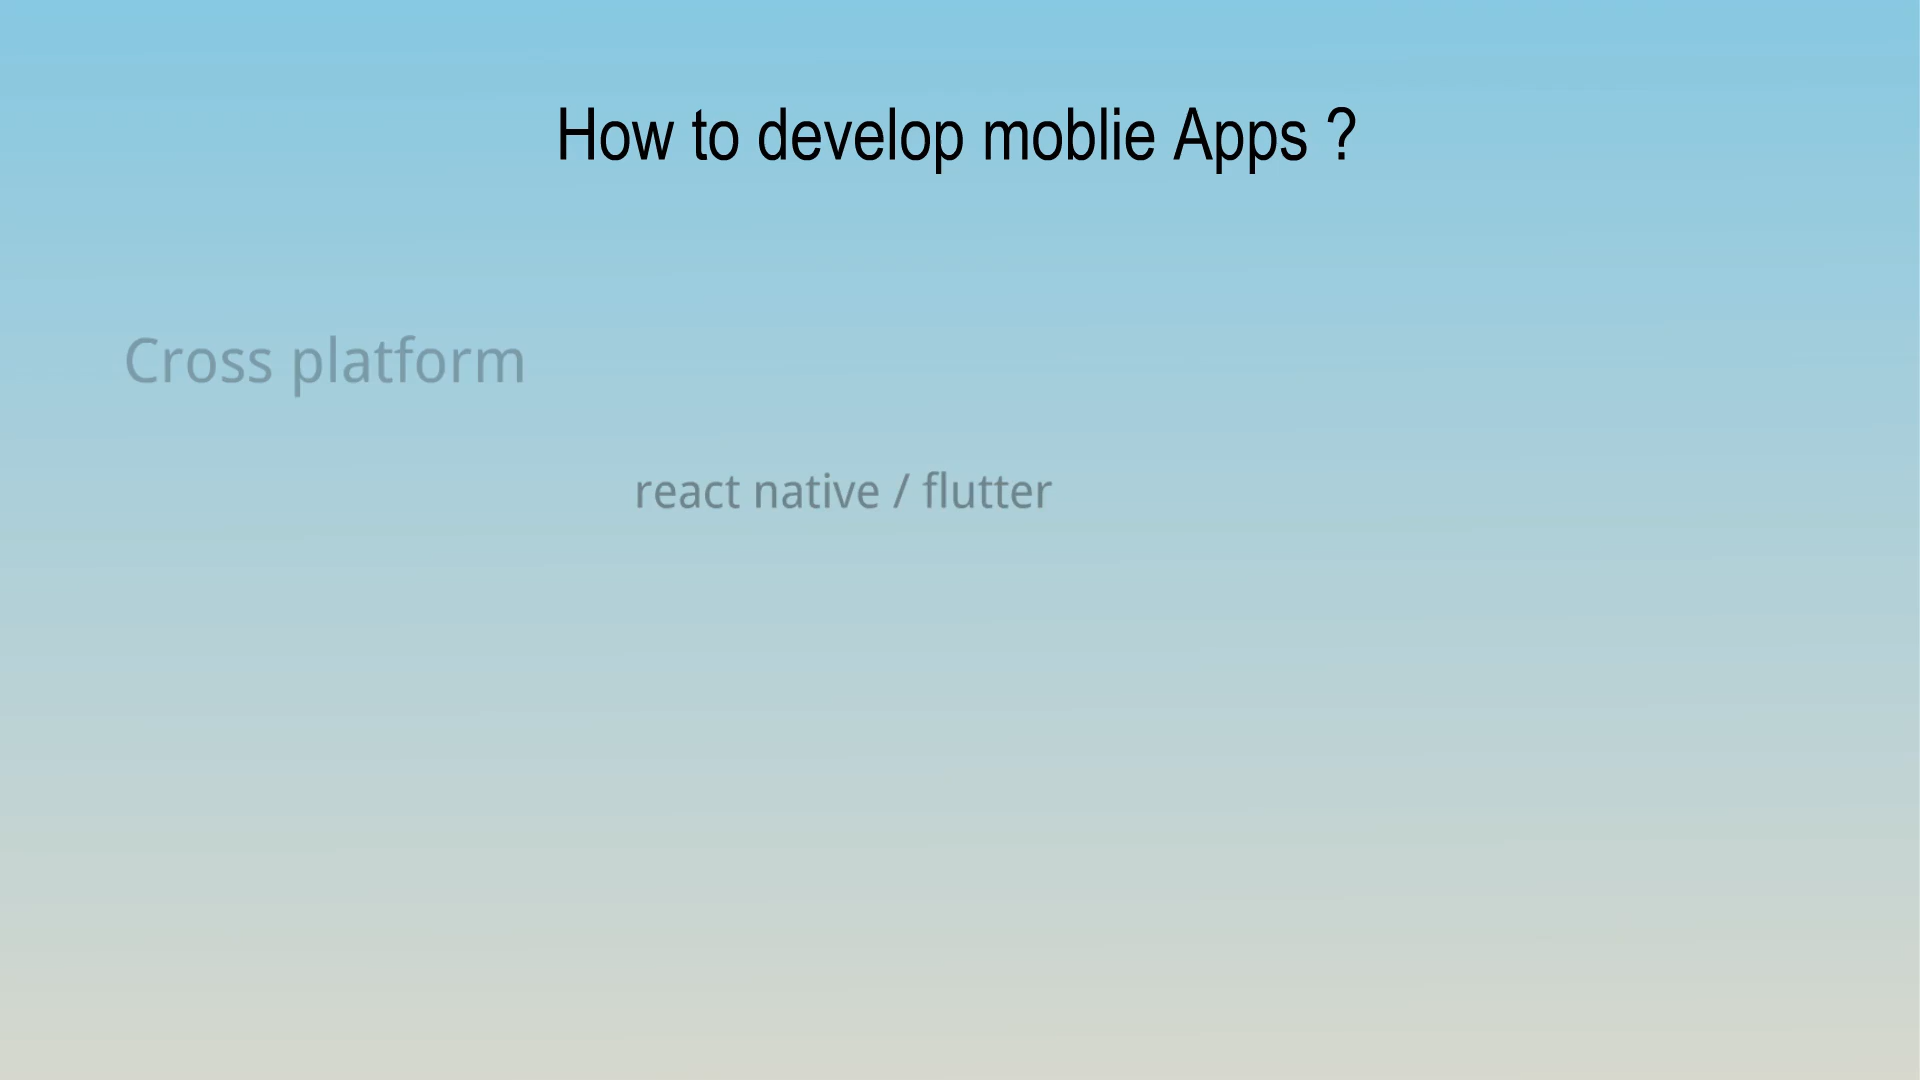 How to develop moblie Apps ?
Cross platform
react native / flutter